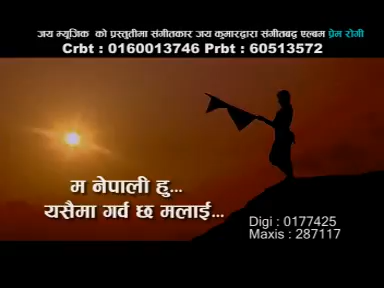 जय म्यूजिक को प्रस्तुतीमा संगीतकार जय कुमारद्वारा संगीतबद्व एल्बम प्रेम रोगी
Crbt : 0160013746 Prbt : 60513572
म नेपाली हु...
यसैमा गर्व छ मलाई...
Digi : 0177425
Maxis : 287117